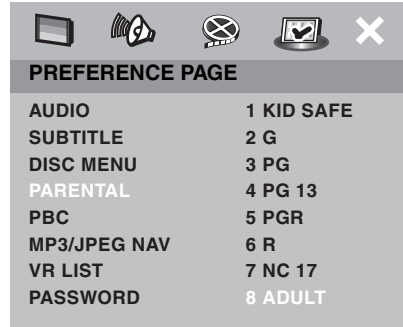 PREFERENCE PAGE
AUDIO 1 KID SAFE
SUBTITLE 2 G
DISC MENU 3 PG
PARENTAL 4 PG 13
PBC 5 PGR
MP3/JPEG NAV 6 R
VR LIST 7 NC 17
PASSWORD 8 ADULT